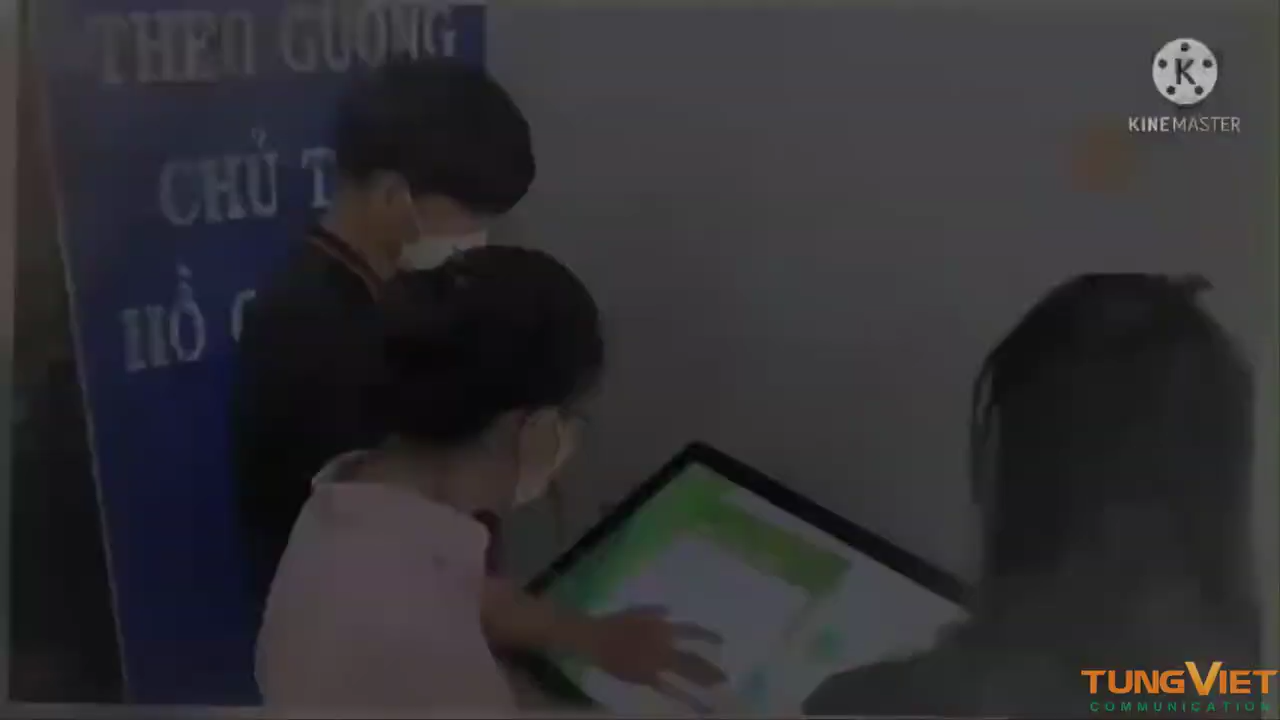 THEO GƯƠNG
CHỦ T
HỒ C
K
KINEMASTER
TUNGVIET
COMMUNICATION